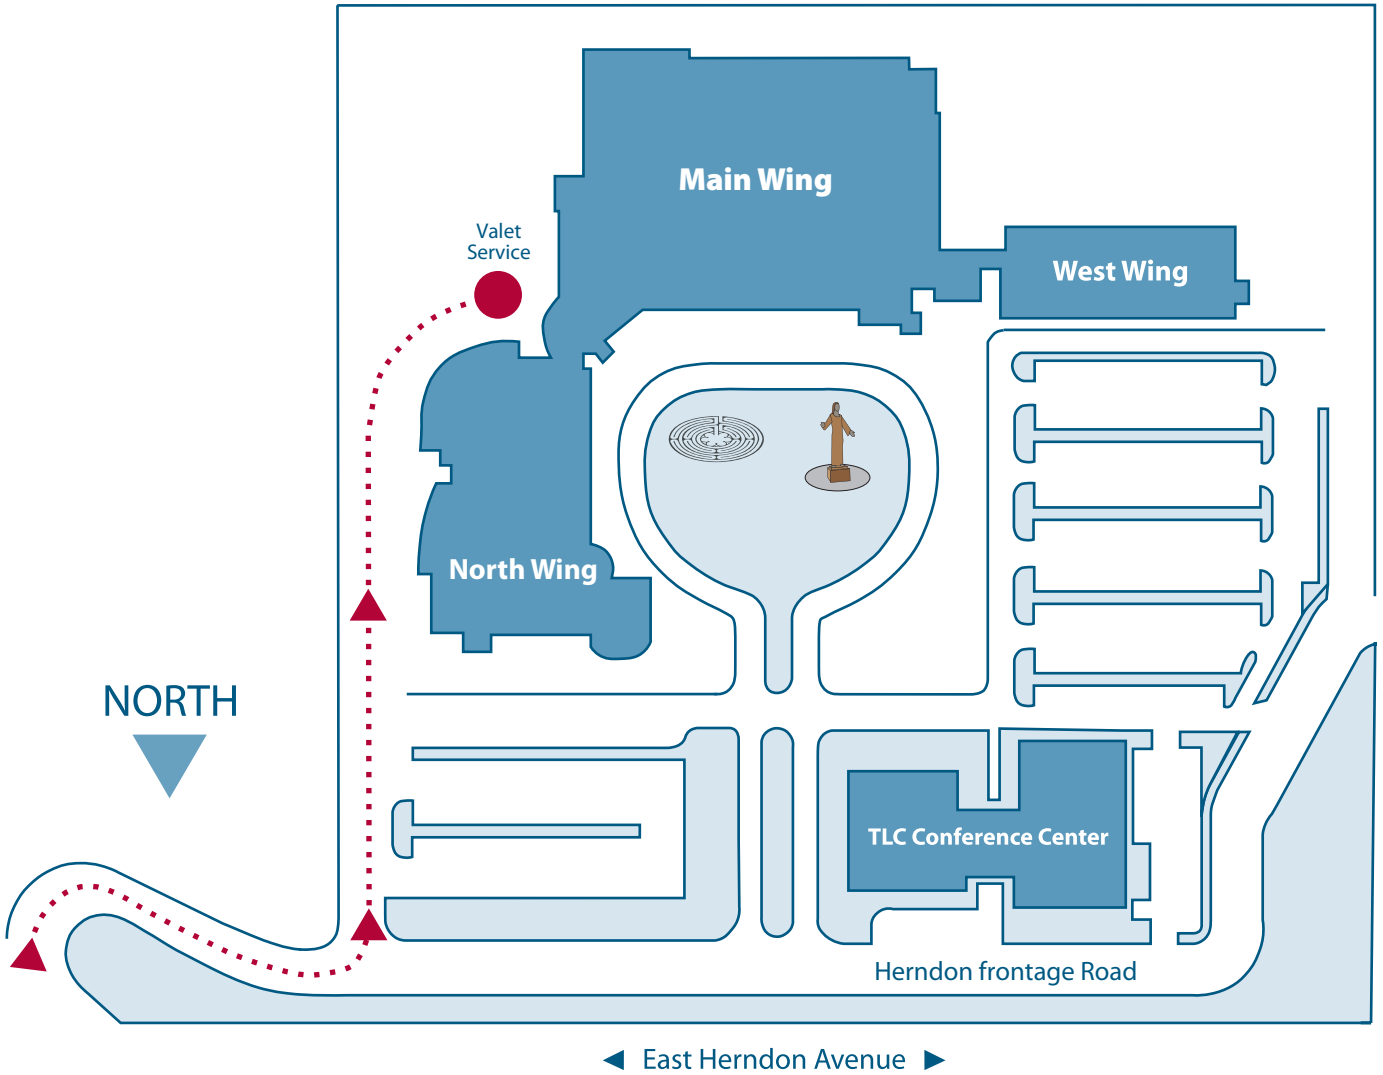 Main Wing
Valet
Service
West Wing
North Wing
NORTH
TLC Conference Center
Herndon frontage Road
East Herndon Avenue